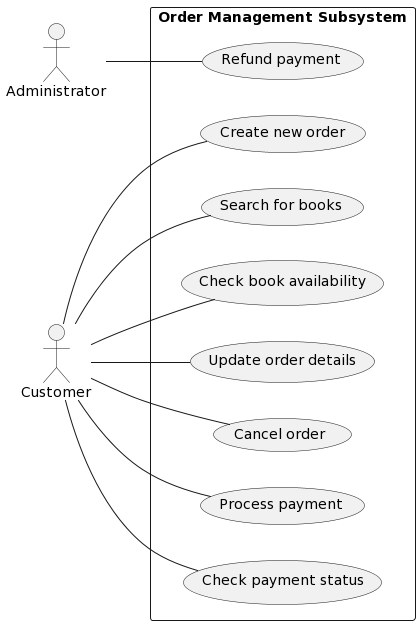 Order Management Subsystem
Administrator
Refund payment
Create new order
Search for books
Check book availability
Customer
Update order details
Cancel order
Process payment
Check payment status